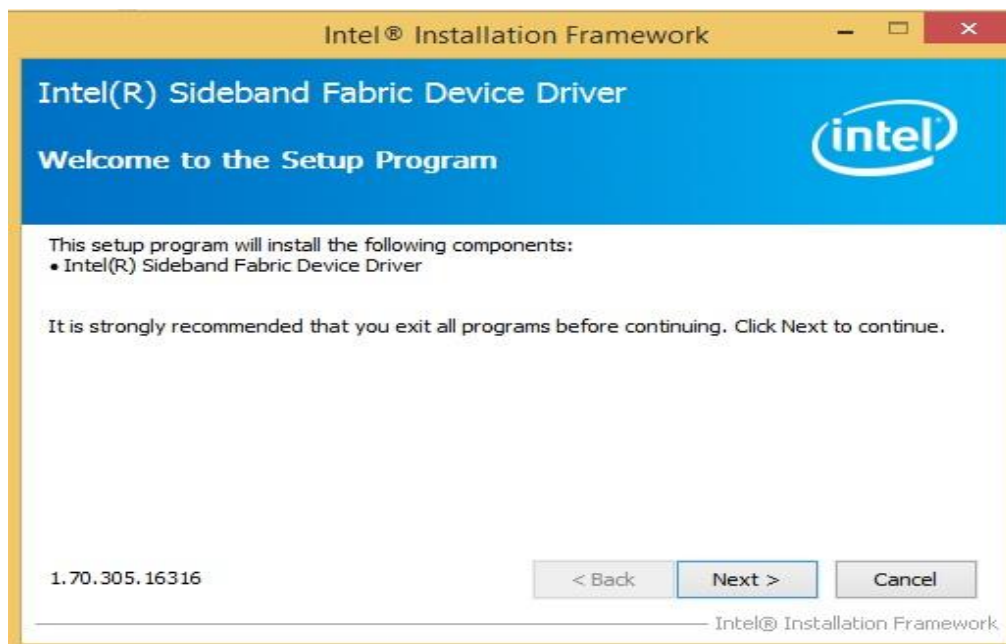 Intel® Installation Framework
Intel(R) Sideband Fabric Device Driver
intel
Welcome to the Setup Program
This setup program will install the following components:
• Intel(R) Sideband Fabric Device Driver
It is strongly recommended that you exit all programs before continuing. Click Next to continue.
1.70.305.16316
< Back
Next >
Cancel
Intel® Installation Framework